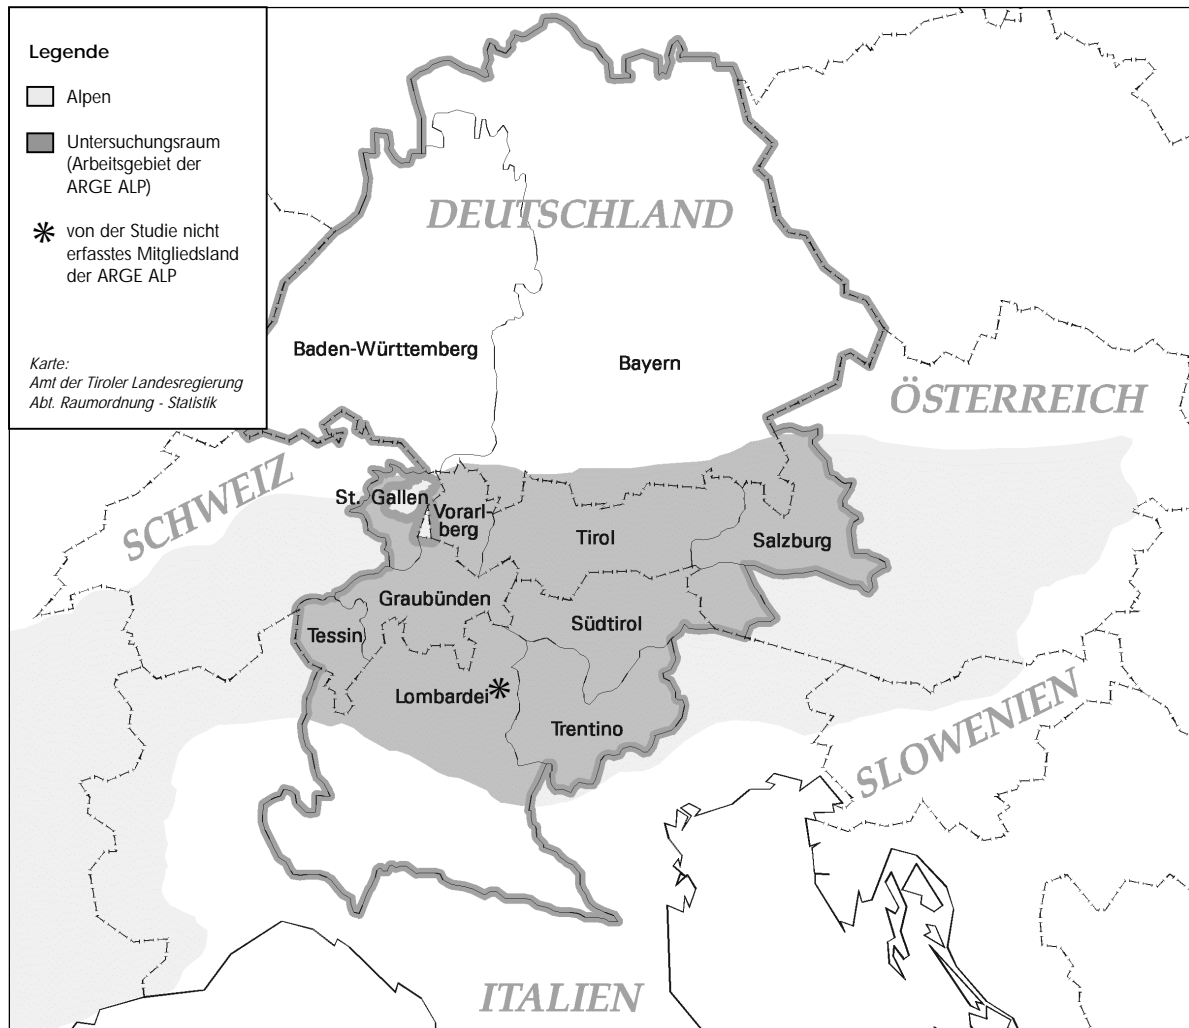 Legende
Alpen
Untersuchungsraum
(Arbeitsgebiet der
ARGE ALP)
von der Studie nicht
erfasstes Mitgliedsland
der ARGE ALP
Karte:
Amt der Tiroler Landesregierung
Abt. Raumordnung - Statistik
DEUTSCHLAND
Baden-Württemberg
Bayern
ÖSTERREICH
SCHWEIZ
St. Gallen
Vorarl-
berg
Tirol
Salzburg
Graubünden
Südtirol
Tessin
Lombardei
Trentino
SLOWENIEN
ITALIEN